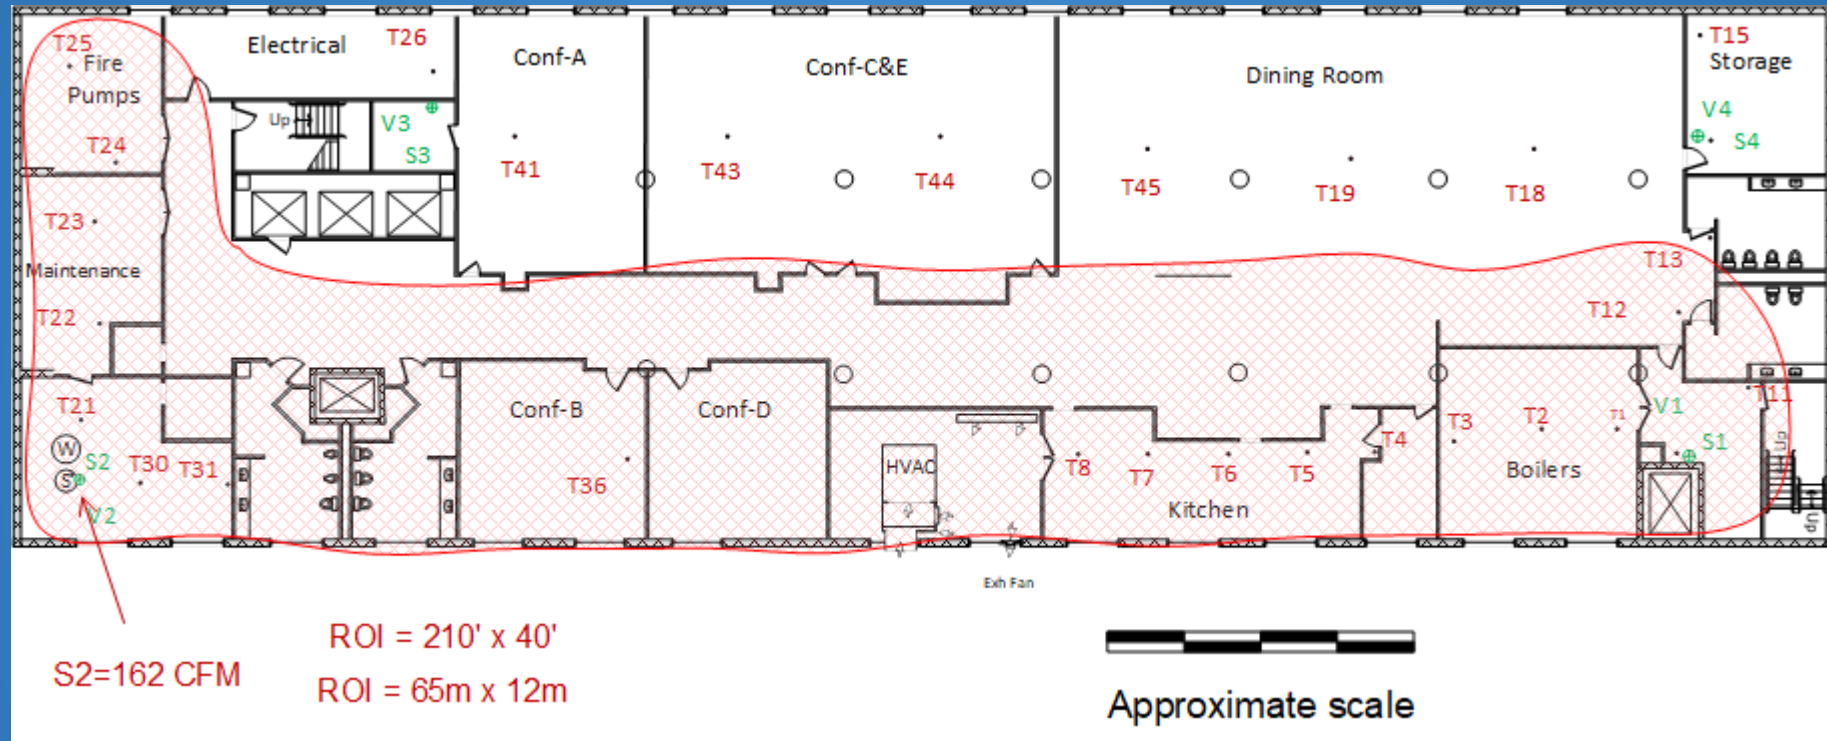 T25
Fire
Pumps
T24
Electrical
T26
Conf-A
Conf-C&E
Dining Room
T15
Storage
Up
V3
S3
V4
S4
T41
T43
T44
T45
T19
T18
T23
Maintenance
T22
T13
T12
T21
W
S2
S
V2
T30
T31
Conf-B
T36
Conf-D
HVAC
T8
T7
T6
T5
Kitchen
T4
T3
T2
T1
Boilers
V1
S1
T11
Up
Up
Exh Fan
S2=162 CFM
ROI = 210' x 40'
ROI = 65m x 12m
Approximate scale